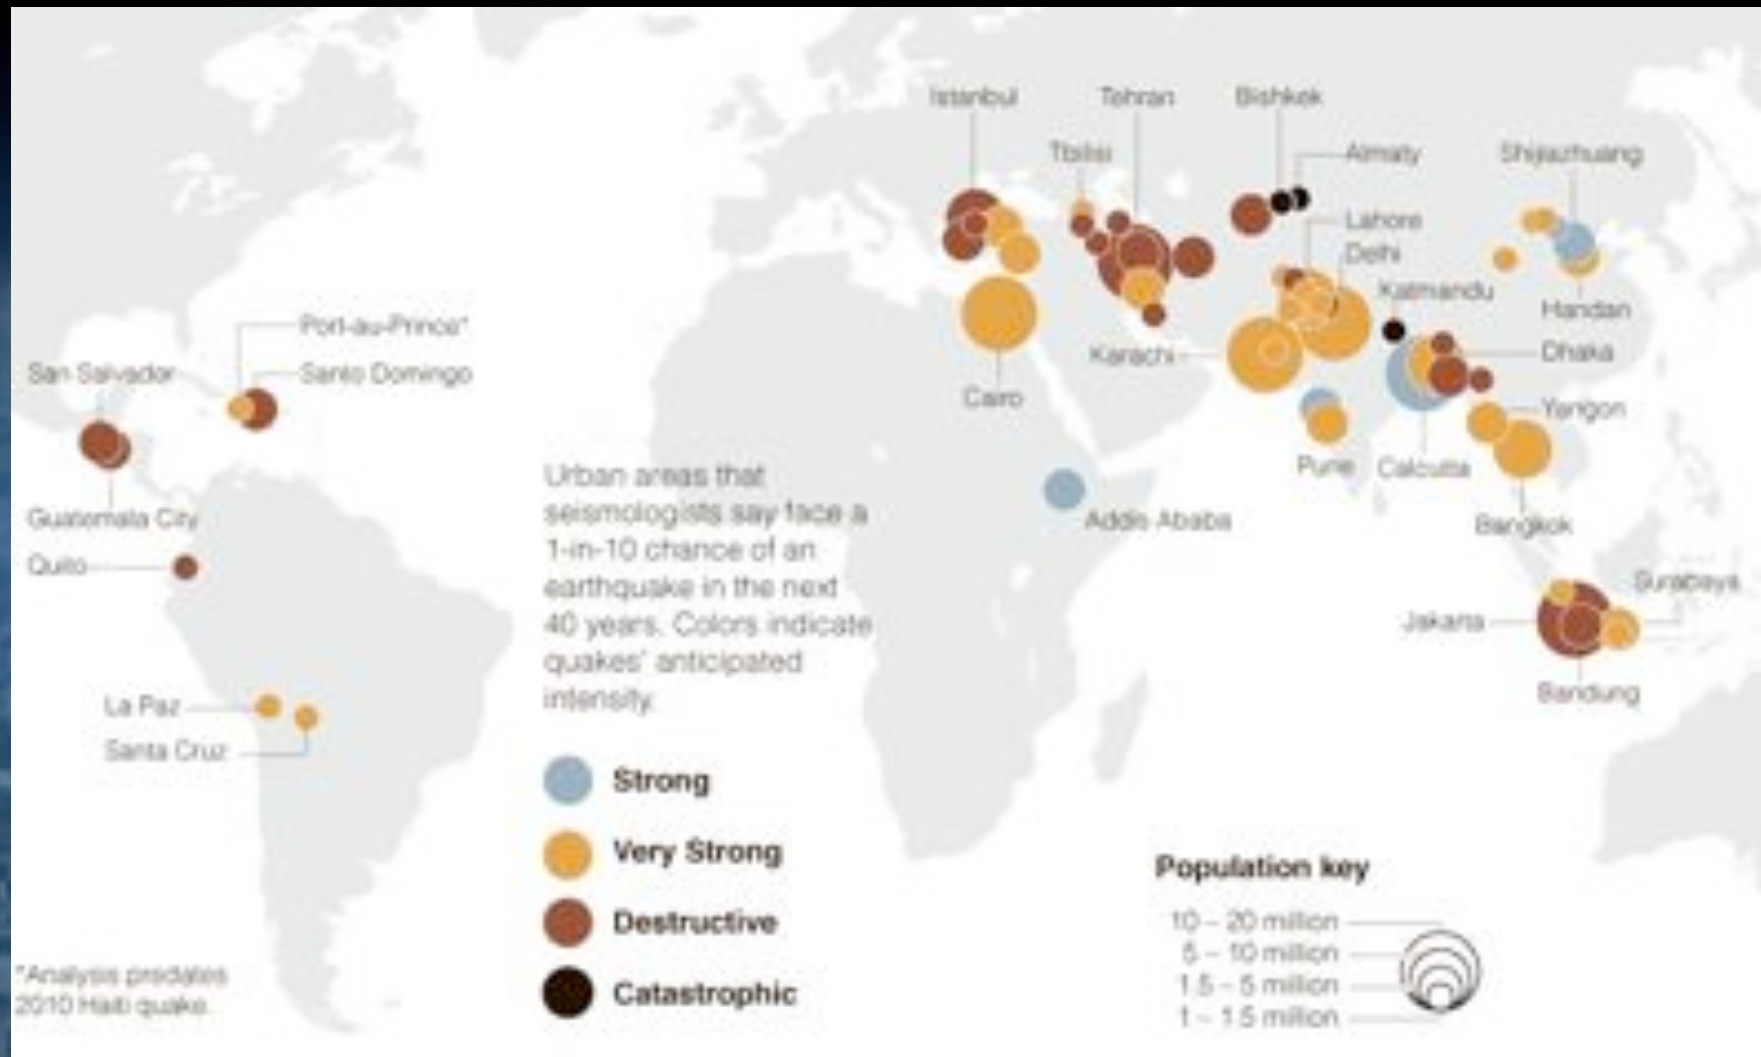 Istanbul
Tehran
Bishkek
Tbilisi
Almaty
Shijiazhuang
Lahore
Delhi
Katmandu
Handan
Port-au-Prince*
San Salvador
Santo Domingo
Karachi
Dhaka
Cairo
Yangon
Pune
Calcutta
Guatemala City
Addis Ababa
Bangkok
Quito
Surabaya
Jakarta
Bandung
La Paz
Santa Cruz
Urban areas that
seismologists say face a
1-in-10 chance of an
earthquake in the next
40 years. Colors indicate
quakes' anticipated
intensity.
Strong
Very Strong
Destructive
Catastrophic
Population key
10 – 20 million
5 – 10 million
1.5 – 5 million
1 – 1.5 million
*Analysis predates
2010 Haiti quake.